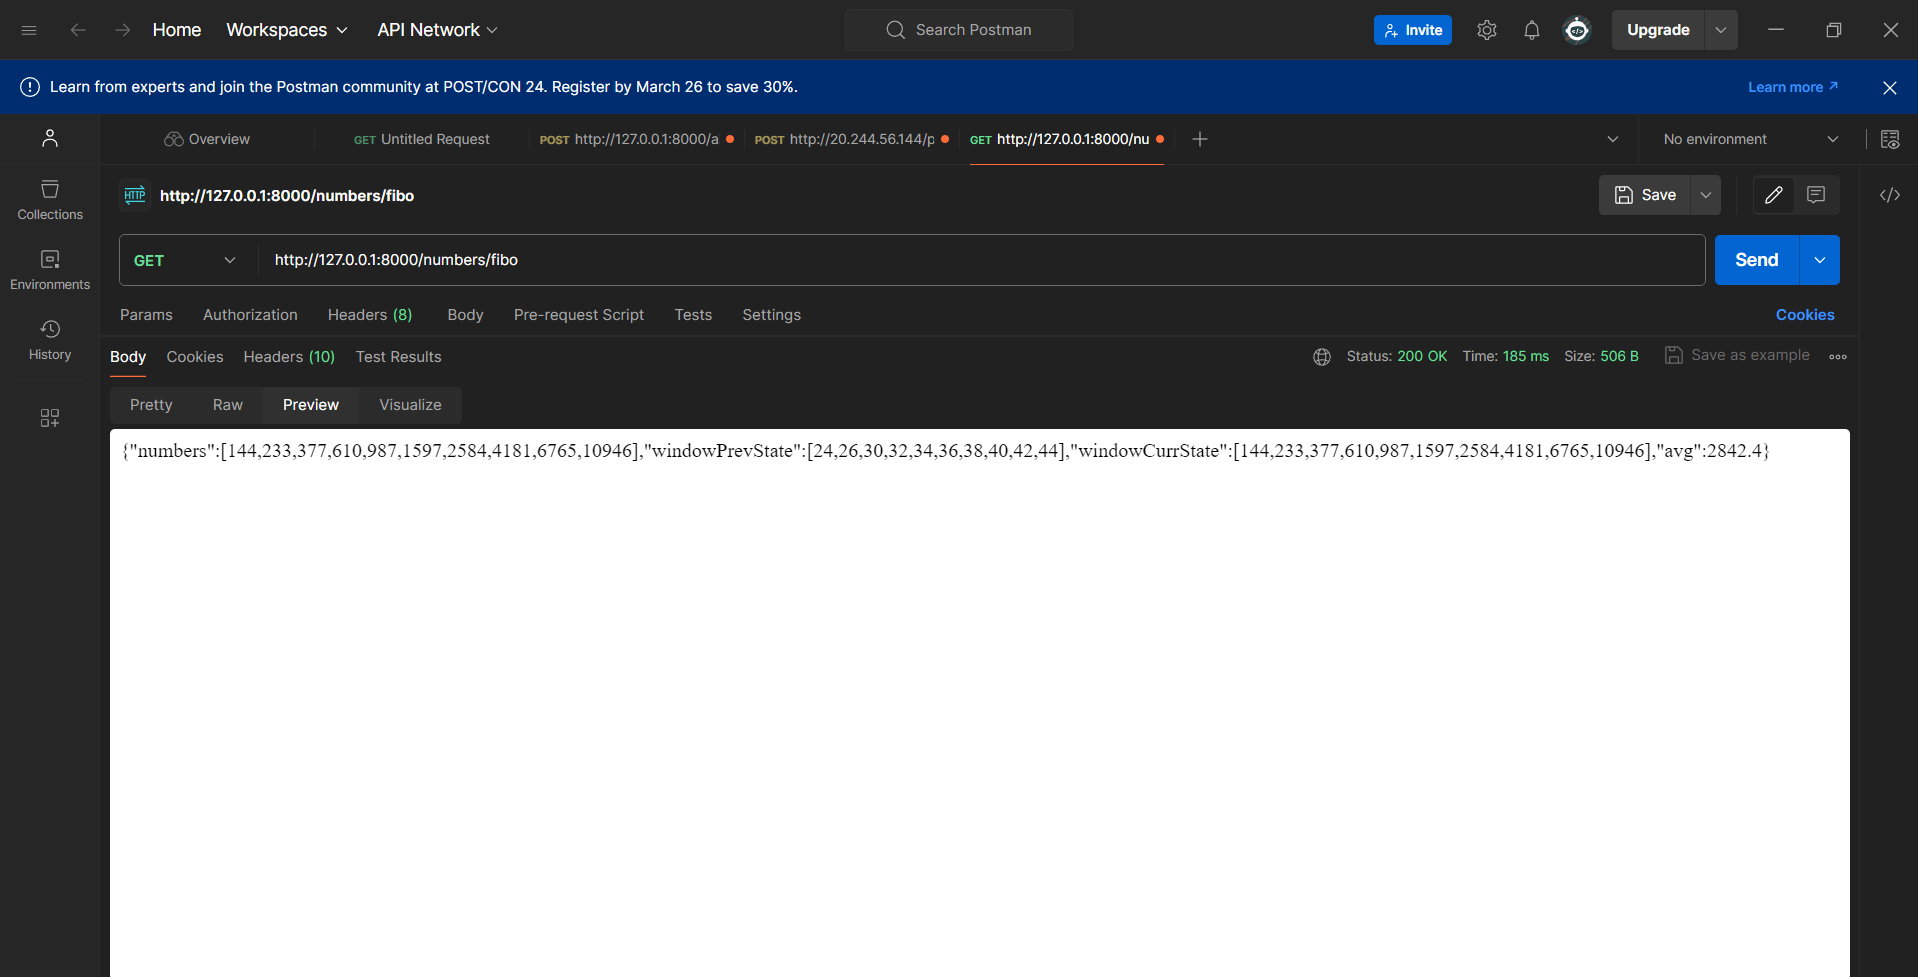 Home Workspaces API Network Search Postman Invite Upgrade
Learn from experts and join the Postman community at POST/CON 24. Register by March 26 to save 30%. Learn more
Overview GET Untitled Request POST http://127.0.0.1:8000/a POST http://20.244.56.144/p GET http://127.0.0.1:8000/nu No environment
HTTP http://127.0.0.1:8000/numbers/fibo Save
Collections
GET http://127.0.0.1:8000/numbers/fibo Send
Environments
Params Authorization Headers (8) Body Pre-request Script Tests Settings Cookies
History
Body Cookies Headers (10) Test Results Status: 200 OK Time: 185 ms Size: 506 B Save as example
Pretty Raw Preview Visualize
{"numbers":[144,233,377,610,987,1597,2584,4181,6765,10946],"windowPrevState":[24,26,30,32,34,36,38,40,42,44],"windowCurrState":[144,233,377,610,987,1597,2584,4181,6765,10946],"avg":2842.4}